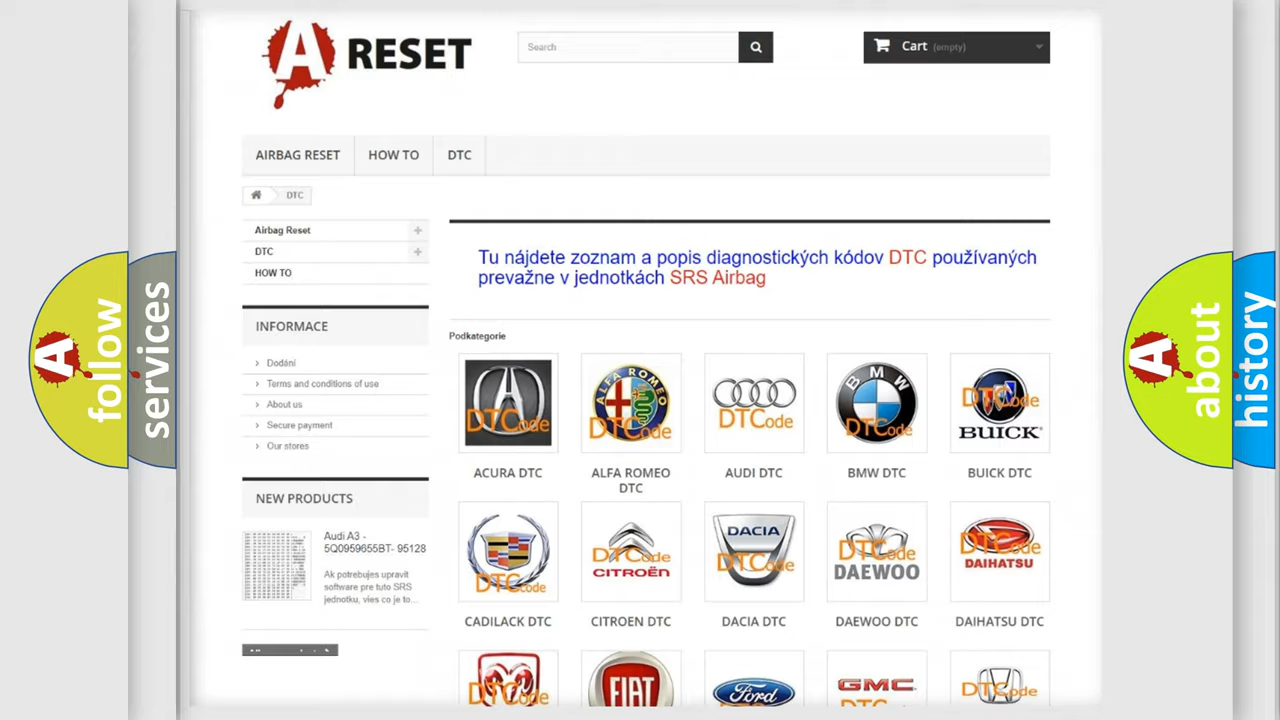 A RESET
Search
Cart (empty)
AIRBAG RESET
HOW TO
DTC
DTC
Airbag Reset
DTC
HOW TO
Tu nájdete zoznam a popis diagnostických kódov DTC používaných
prevažne v jednotkách SRS Airbag
INFORMACE
Dodání
Terms and conditions of use
About us
Secure payment
Our stores
NEW PRODUCTS
Audi A3 -
5Q0959655BT- 95128
Ak potrebujes upravit
software pre tuto SRS
jednotku, vies co je to...
Podkategorie
DTCode
ALFA ROMEO
DTCode
DTCode
BMW
DTCode
DTCode
BUICK
ACURA DTC
ALFA ROMEO
DTC
AUDI DTC
BMW DTC
BUICK DTC
DTCode
DTCode
CITROËN
DACIA
DTCode
DTCode
DAEWOO
DTCode
DAIHATSU
CADILACK DTC
CITROEN DTC
DACIA DTC
DAEWOO DTC
DAIHATSU DTC
DTCode
FIAT
Ford
GMC
DTCode
A follow
services
A about
history